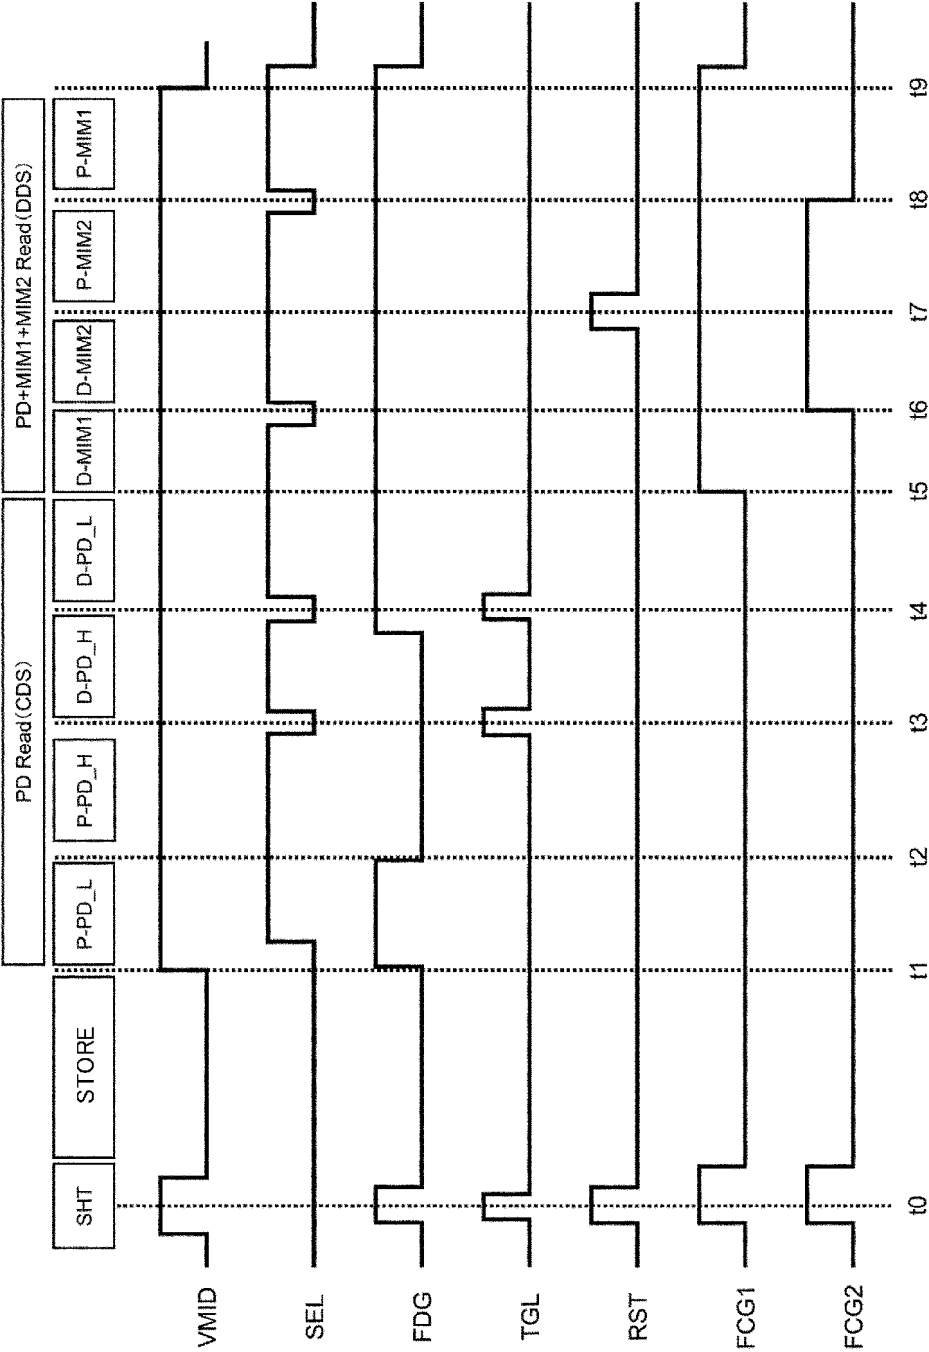 PD Read(CDS)
PD+MIM1+MIM2 Read(DDS)
SHT
STORE
P-PD_L
P-PD_H
D-PD_H
D-PD_L
D-MIM1
D-MIM2
P-MIM2
P-MIM1
VMID
SEL
FDG
TGL
RST
FCG1
FCG2
t0
t1
t2
t3
t4
t5
t6
t7
t8
t9